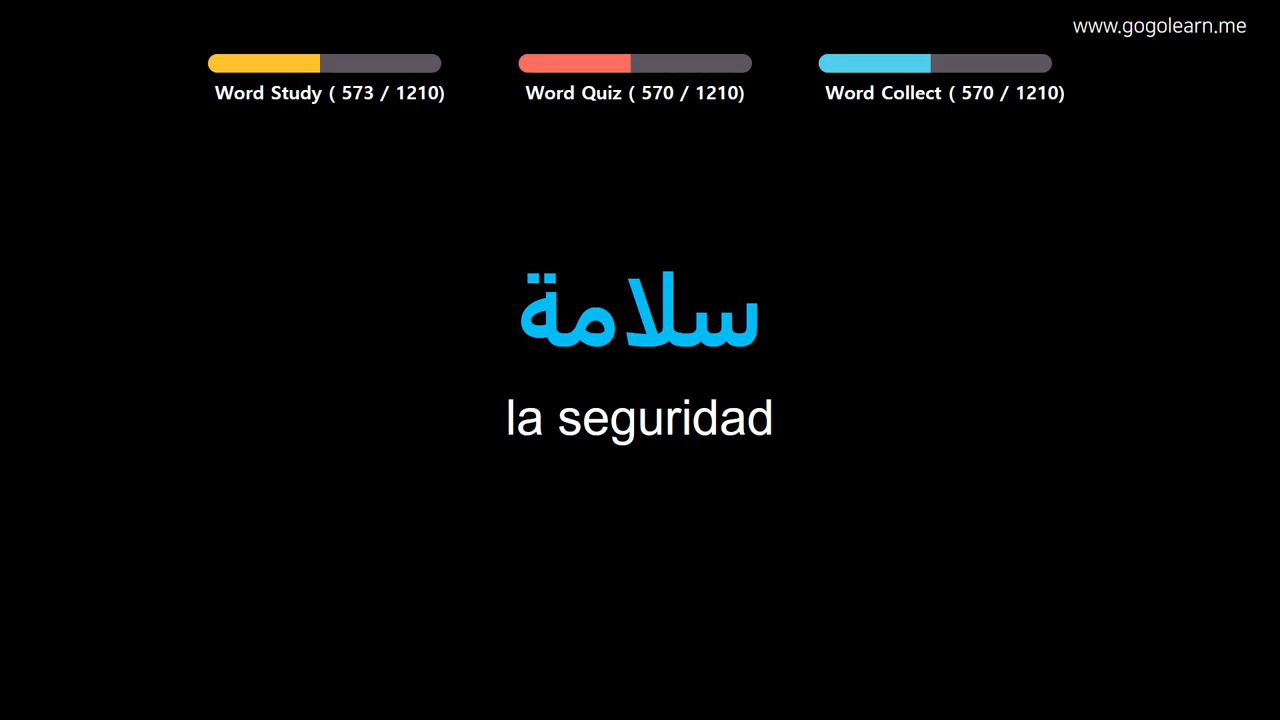 www.gogolearn.me
Word Study ( 573 / 1210)
Word Quiz ( 570 / 1210)
Word Collect ( 570 / 1210)
سلامة
la seguridad